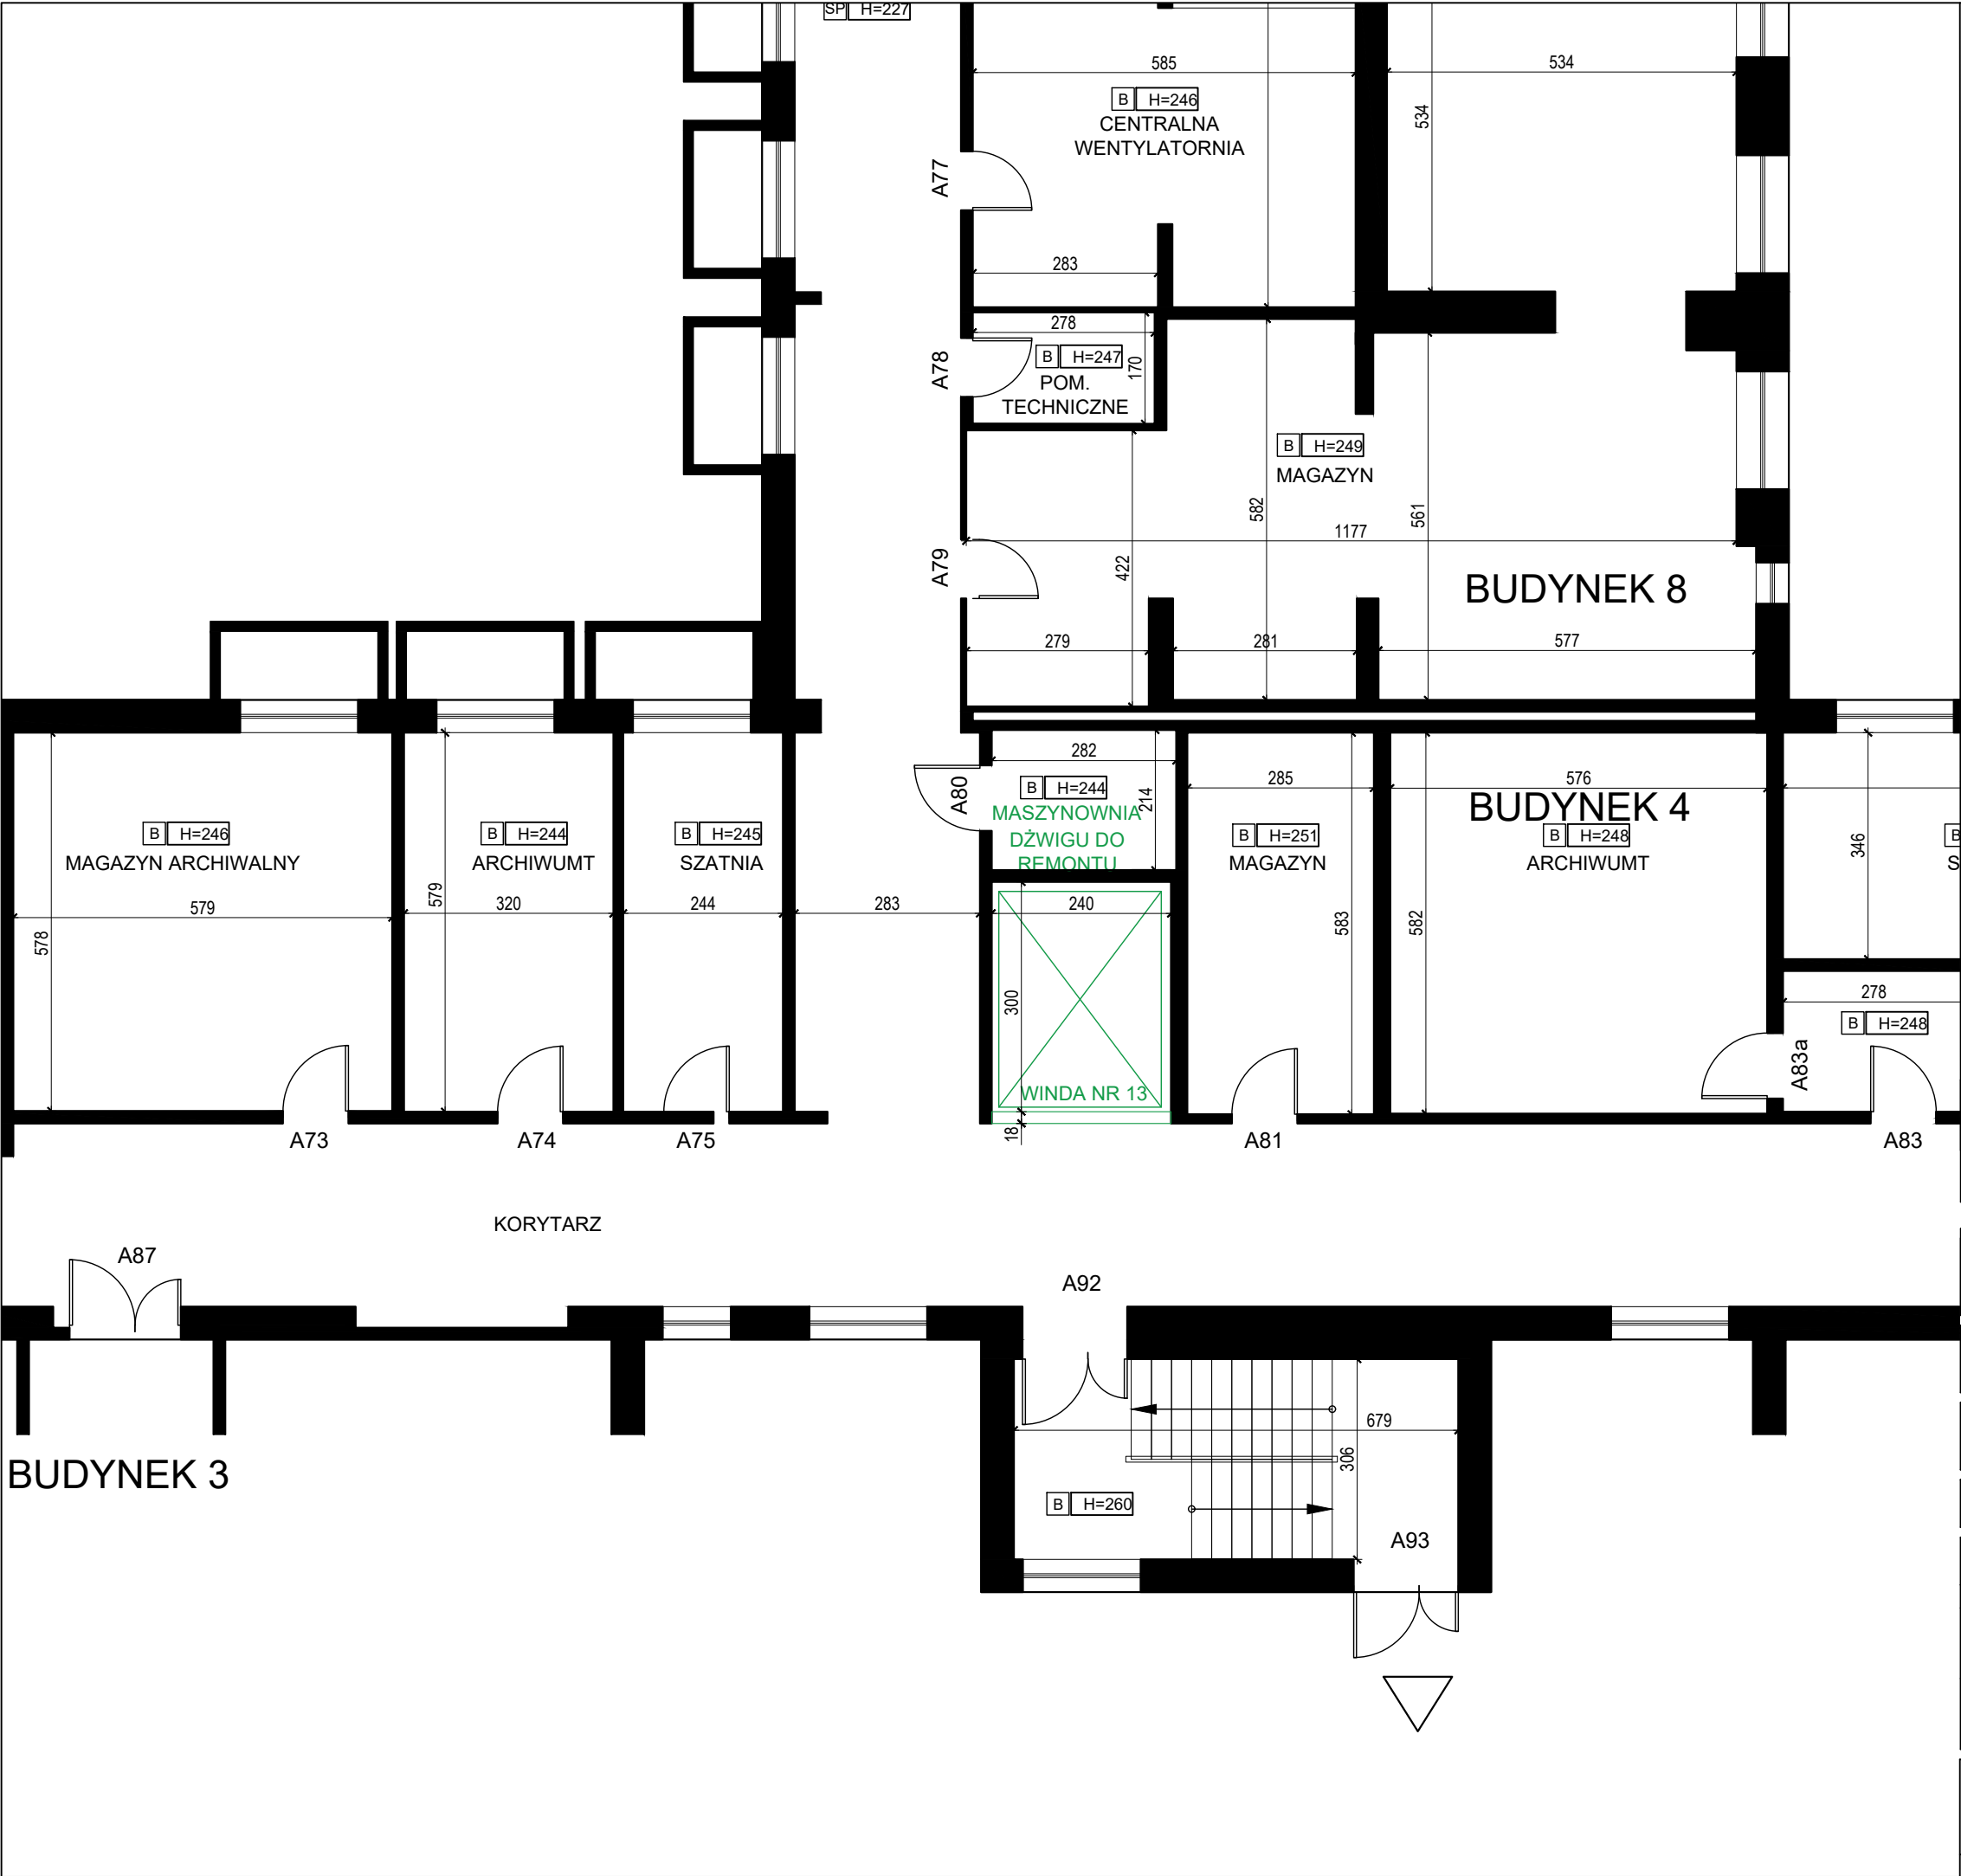 SP H=227
585
534
B H=246
CENTRALNA
WENTYLATORNIA
534
A77
283
278
B H=247
POM.
TECHNICZNE
170
A78
B H=249
MAGAZYN
582
561
1177
A79
422
BUDYNEK 8
279
281
577
282
B H=244
MASZYNOWNIA
DŻWIGU DO
REMONTU
214
A80
285
576
BUDYNEK 4
B H=246
MAGAZYN ARCHIWALNY
B H=244
ARCHIWUMT
B H=245
SZATNIA
B H=251
MAGAZYN
B H=248
ARCHIWUMT
346
B
S
579
578
579
320
244
283
240
583
582
300
278
B H=248
WINDA NR 13
18
A83a
A73
A74
A75
A81
A83
KORYTARZ
A87
A92
679
306
BUDYNEK 3
B H=260
A93